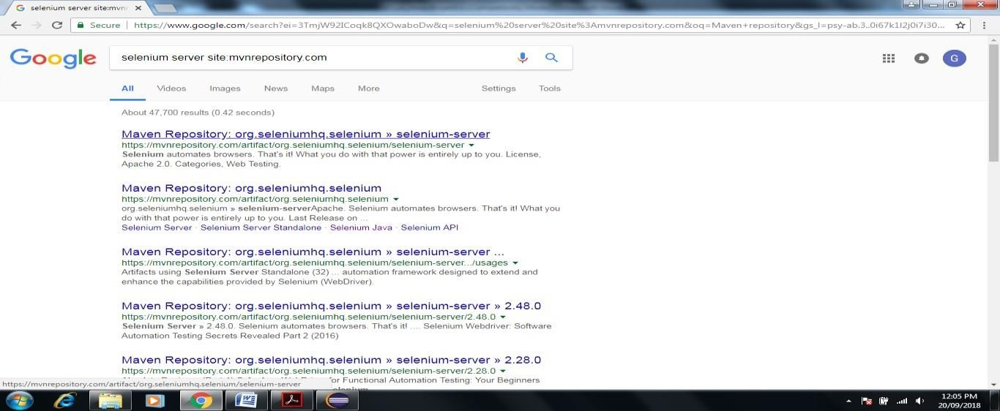 selenium server site:mvnr
Secure
https://www.google.com/search?ei=3TmjW92ICoqk8QXOwaboDw&q=selenium%20server%20site%3Amvnrepository.com&oq=Maven+repository&gs_l=psy-ab.3..0i67k1l2j0i7i30...
Google
selenium server site:mvnrepository.com
G
All Videos Images News Maps More Settings Tools
About 47,700 results (0.42 seconds)
Maven Repository: org.seleniumhq.selenium » selenium-server
https://mvnrepository.com/artifact/org.seleniumhq.selenium/selenium-server
Selenium automates browsers. That's it! What you do with that power is entirely up to you. License,
Apache 2.0. Categories, Web Testing.
Maven Repository: org.seleniumhq.selenium
https://mvnrepository.com/artifact/org.seleniumhq.selenium
org.seleniumhq.selenium » selenium-serverApache. Selenium automates browsers. That's it! What you
do with that power is entirely up to you. Last Release on ...
Selenium Server · Selenium Server Standalone · Selenium Java · Selenium API
Maven Repository: org.seleniumhq.selenium » selenium-server ...
https://mvnrepository.com/artifact/org.seleniumhq.selenium/selenium-server.../usages
Artifacts using Selenium Server Standalone (32) ... automation framework designed to extend and
enhance the capabilities provided by Selenium (WebDriver).
Maven Repository: org.seleniumhq.selenium » selenium-server » 2.48.0
https://mvnrepository.com/artifact/org.seleniumhq.selenium/selenium-server/2.48.0
Selenium Server » 2.48.0. Selenium automates browsers. That's it! .... Selenium Webdriver: Software
Automation Testing Secrets Revealed Part 2 (2016)
Maven Repository: org.seleniumhq.selenium » selenium-server » 2.28.0
https://mvnrepository.com/artifact/org.seleniumhq.selenium/selenium-server/2.28.0
for Functional Automation Testing: Your Beginners
https://mvnrepository.com/artifact/org.seleniumhq.selenium/selenium-server
12:05 PM
20/09/2018